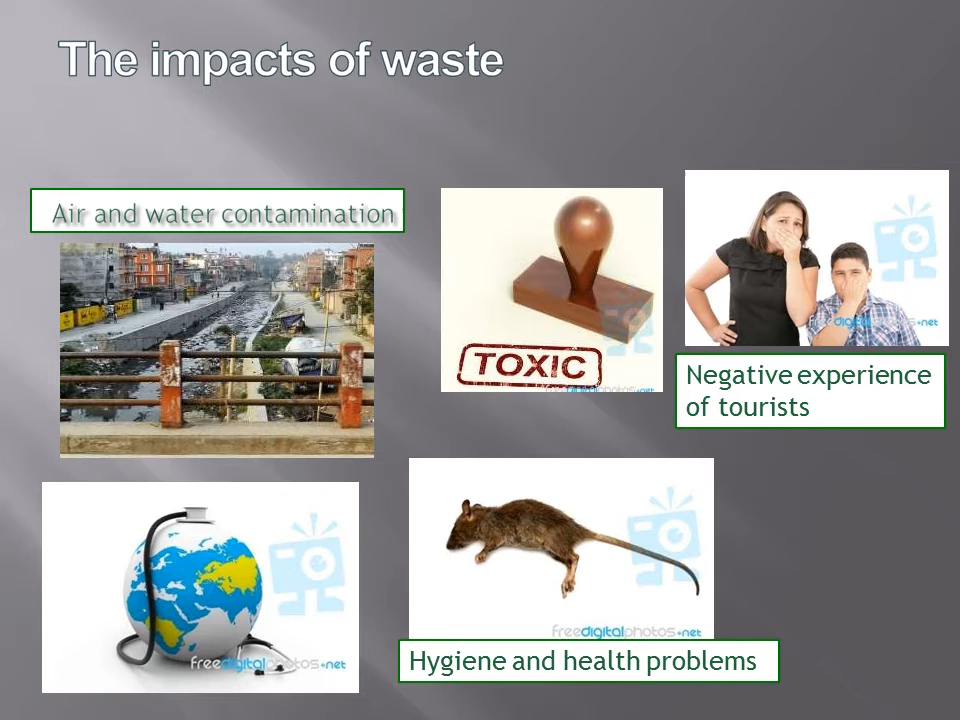 The impacts of waste
Air and water contamination
TOXIC
freedigitalphotos.net
Negative experience
of tourists
freedigitalphotos.net
freedigitalphotos.net
Hygiene and health problems